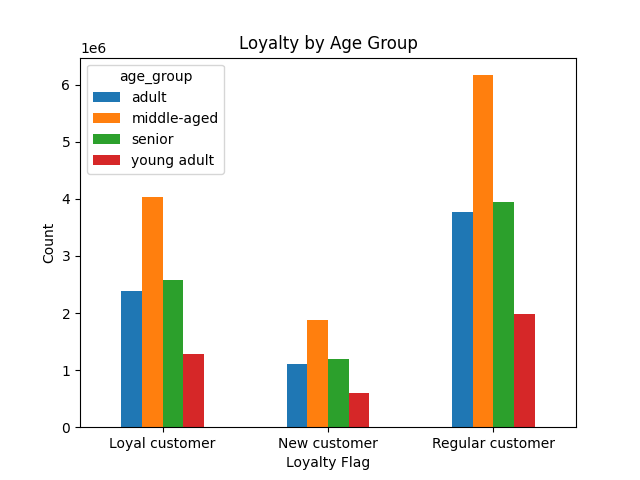 Loyalty by Age Group
1e6
age_group
adult
middle-aged
senior
young adult
6
5
4
3
2
1
0
Count
Loyal customer
New customer
Regular customer
Loyalty Flag